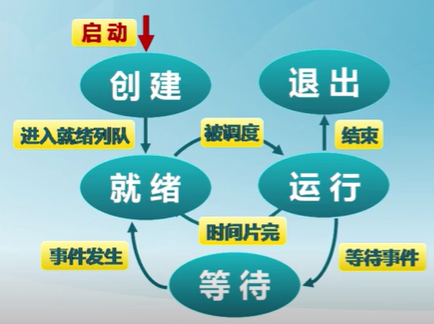 启动
创建
退出
进入就绪列队
被调度
结束
就绪
运行
时间片完
事件发生
等待
等待事件